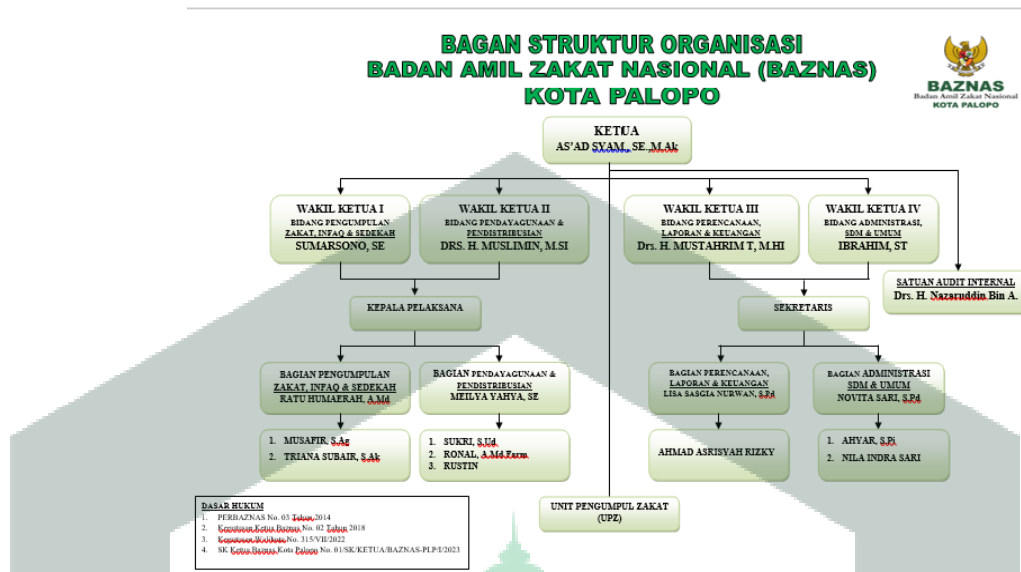 BAGAN STRUKTUR ORGANISASI
BADAN AMIL ZAKAT NASIONAL (BAZNAS)
KOTA PALOPO
BAZNAS
Badan Amil Zakat Nasional
KOTA PALOPO
KETUA
AS'AD SYAM,. SE. M.Ak
WAKIL KETUA I
BIDANG PENGUMPULAN
ZAKAT, INFAQ & SEDEKAH
SUMARSONO, SE
WAKIL KETUA II
BIDANG PENDAYAGUNAAN &
PENDISTRIBUSIAN
DRS. H. MUSLIMIN, M.SI
WAKIL KETUA III
BIDANG PERENCANAAN,
LAPORAN & KEUANGAN
Drs. H. MUSTAHRIM T, M.HI
WAKIL KETUA IV
BIDANG ADMINISTRASI,
SDM & UMUM
IBRAHIM, ST
SATUAN AUDIT INTERNAL
Drs. H. Nazaruddin Bin A.
KEPALA PELAKSANA
SEKRETARIS
BAGIAN PENGUMPULAN
ZAKAT, INFAQ & SEDEKAH
RATU HUMAERAH, A.Md
BAGIAN PENDAYAGUNAAN &
PENDISTRIBUSIAN
MEILYA YAHYA, SE
BAGIAN PERENCANAAN,
LAPORAN & KEUANGAN
LISA SASGIA NURWAN, S.Pd
BAGIAN ADMINISTRASI
SDM & UMUM
NOVITA SARI, S.Pd
1. MUSAFIR, S.Ag
2. TRIANA SUBAIR, S.Ak
1. SUKRI, S.Ud
2. RONAL, A.Md.Farm
3. RUSTIN
AHMAD ASRISYAH RIZKY
1. AHYAR, S.Pi
2. NILA INDRA SARI
UNIT PENGUMPUL ZAKAT
(UPZ)
DASAR HUKUM
1. PERBAZNAS No. 03 Tahun 2014
2. Keputusan Ketua Baznas No. 02 Tahun 2018
3. Keputusan Walikota No. 315/VII/2022
4. SK Ketua Baznas Kota Palopo No. 01/SK/KETUA/BAZNAS-PLP/I/2023